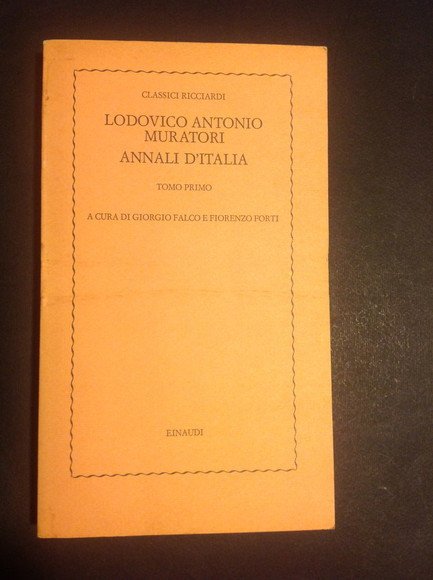 CLASSICI RICCIARDI
LODOVICO ANTONIO
MURATORI
ANNALI D'ITALIA
TOMO PRIMO
A CURA DI GIORGIO FALCO E FIORENZO FORTI
EINAUDI